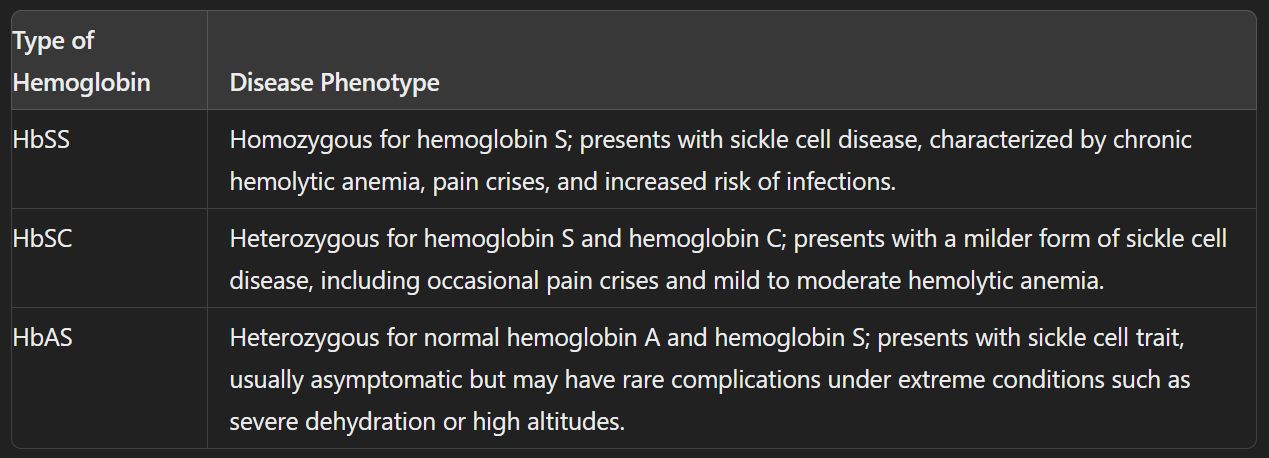 Type of
Hemoglobin
Disease Phenotype
HbSS
Homozygous for hemoglobin S; presents with sickle cell disease, characterized by chronic
hemolytic anemia, pain crises, and increased risk of infections.
HbSC
Heterozygous for hemoglobin S and hemoglobin C; presents with a milder form of sickle cell
disease, including occasional pain crises and mild to moderate hemolytic anemia.
HbAS
Heterozygous for normal hemoglobin A and hemoglobin S; presents with sickle cell trait,
usually asymptomatic but may have rare complications under extreme conditions such as
severe dehydration or high altitudes.